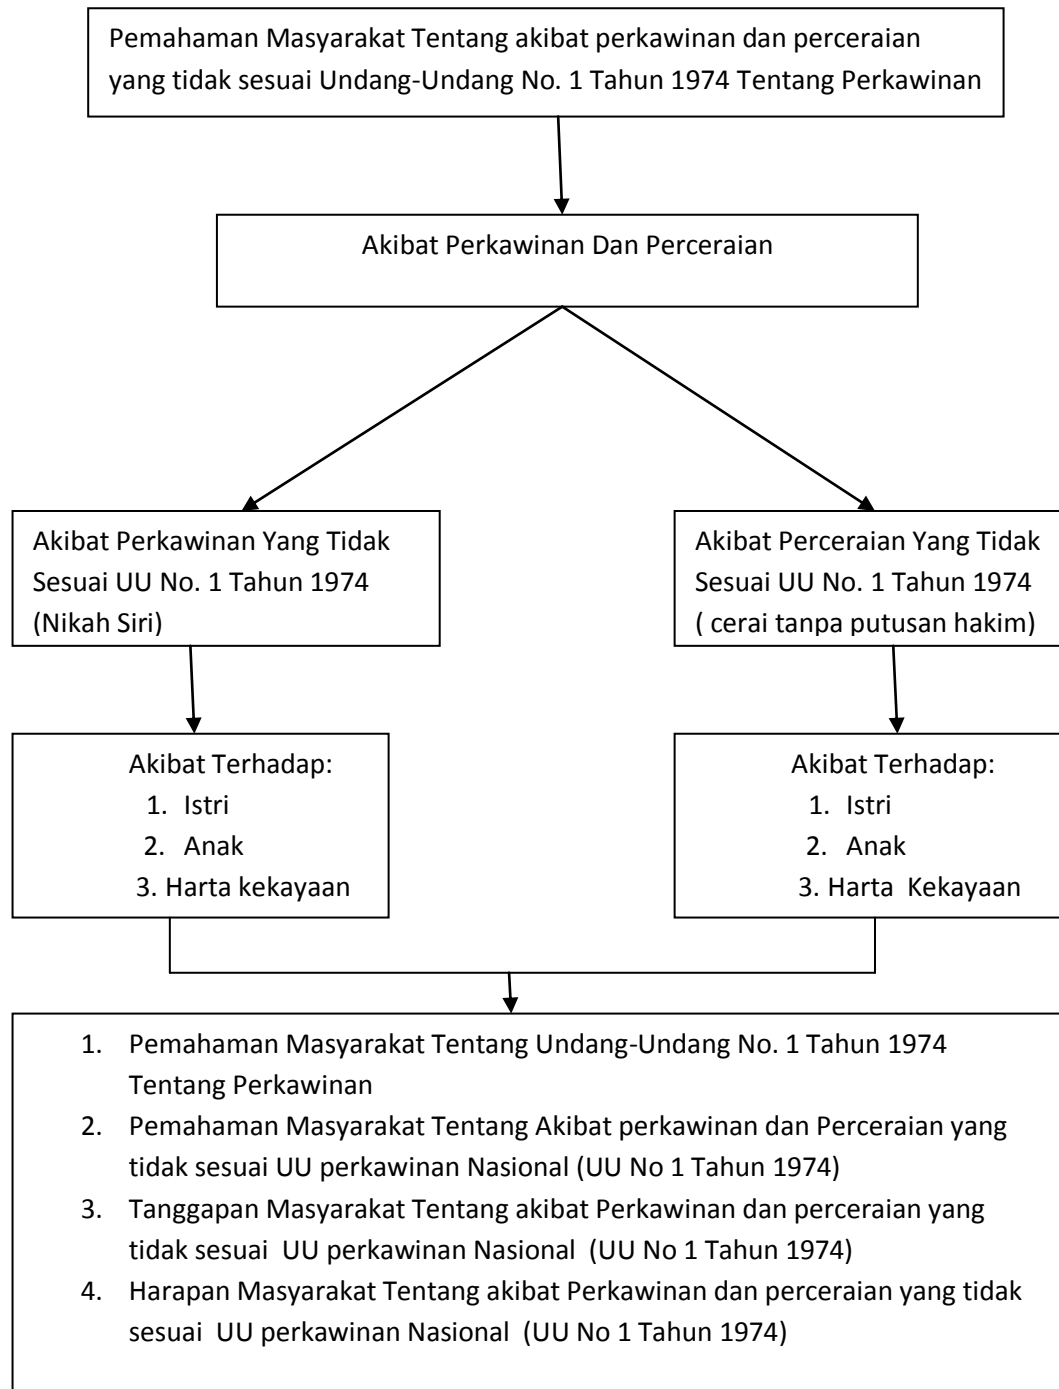 Pemahaman Masyarakat Tentang akibat perkawinan dan perceraian
yang tidak sesuai Undang-Undang No. 1 Tahun 1974 Tentang Perkawinan
Akibat Perkawinan Dan Perceraian
Akibat Perkawinan Yang Tidak
Sesuai UU No. 1 Tahun 1974
(Nikah Siri)
Akibat Perceraian Yang Tidak
Sesuai UU No. 1 Tahun 1974
( cerai tanpa putusan hakim)
Akibat Terhadap:
1. Istri
2. Anak
3. Harta kekayaan
Akibat Terhadap:
1. Istri
2. Anak
3. Harta Kekayaan
1. Pemahaman Masyarakat Tentang Undang-Undang No. 1 Tahun 1974
Tentang Perkawinan
2. Pemahaman Masyarakat Tentang Akibat perkawinan dan Perceraian yang
tidak sesuai UU perkawinan Nasional (UU No 1 Tahun 1974)
3. Tanggapan Masyarakat Tentang akibat Perkawinan dan perceraian yang
tidak sesuai UU perkawinan Nasional (UU No 1 Tahun 1974)
4. Harapan Masyarakat Tentang akibat Perkawinan dan perceraian yang tidak
sesuai UU perkawinan Nasional (UU No 1 Tahun 1974)